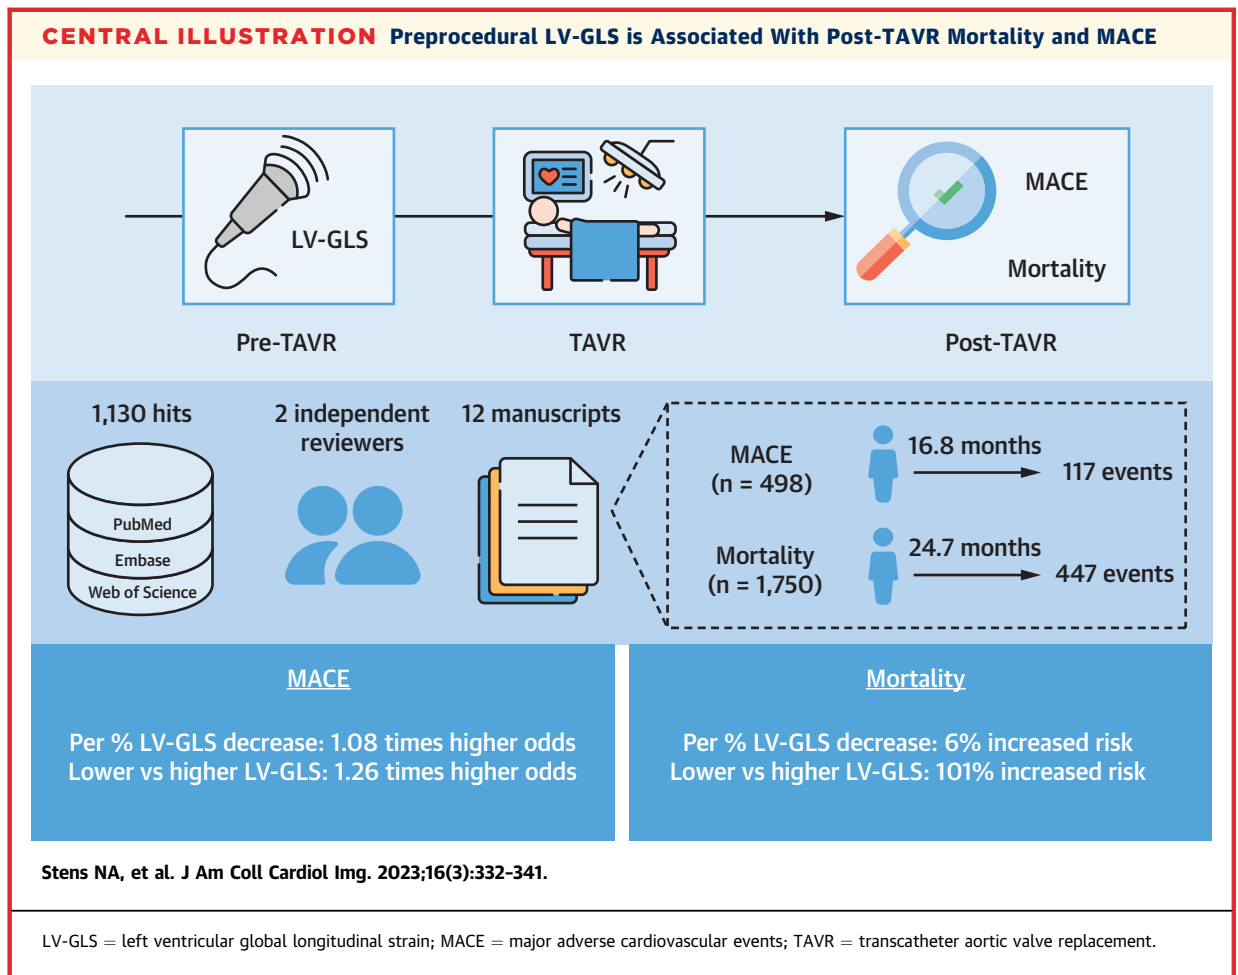 CENTRAL ILLUSTRATION Preprocedural LV-GLS is Associated With Post-TAVR Mortality and MACE
LV-GLS
MACE
Mortality
Pre-TAVR
TAVR
Post-TAVR
1,130 hits
PubMed
Embase
Web of Science
2 independent
reviewers
12 manuscripts
MACE
(n = 498)
16.8 months
117 events
Mortality
(n = 1,750)
24.7 months
447 events
MACE
Per % LV-GLS decrease: 1.08 times higher odds
Lower vs higher LV-GLS: 1.26 times higher odds
Mortality
Per % LV-GLS decrease: 6% increased risk
Lower vs higher LV-GLS: 101% increased risk
Stens NA, et al. J Am Coll Cardiol Img. 2023;16(3):332–341.
LV-GLS = left ventricular global longitudinal strain; MACE = major adverse cardiovascular events; TAVR = transcatheter aortic valve replacement.